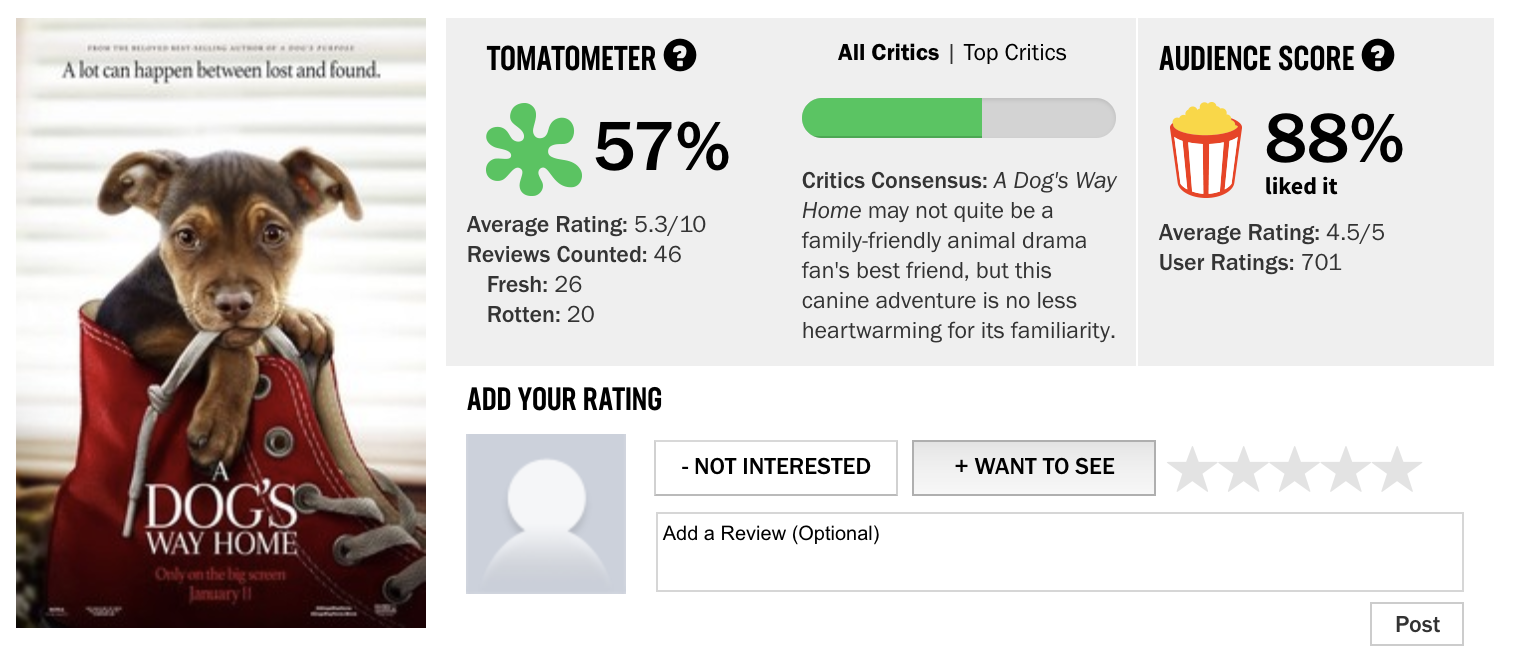 FROM THE BELOVED BEST-SELLING AUTHOR OF A DOG'S PURPOSE
A lot can happen between lost and found.
A
DOG'S
WAY HOME
Only on the big screen
January 11
TOMATOMETER ?
57%
Average Rating: 5.3/10
Reviews Counted: 46
Fresh: 26
Rotten: 20
All Critics | Top Critics
Critics Consensus: A Dog's Way
Home may not quite be a
family-friendly animal drama
fan's best friend, but this
canine adventure is no less
heartwarming for its familiarity.
AUDIENCE SCORE ?
88%
liked it
Average Rating: 4.5/5
User Ratings: 701
ADD YOUR RATING
- NOT INTERESTED
+ WANT TO SEE
Add a Review (Optional)
Post